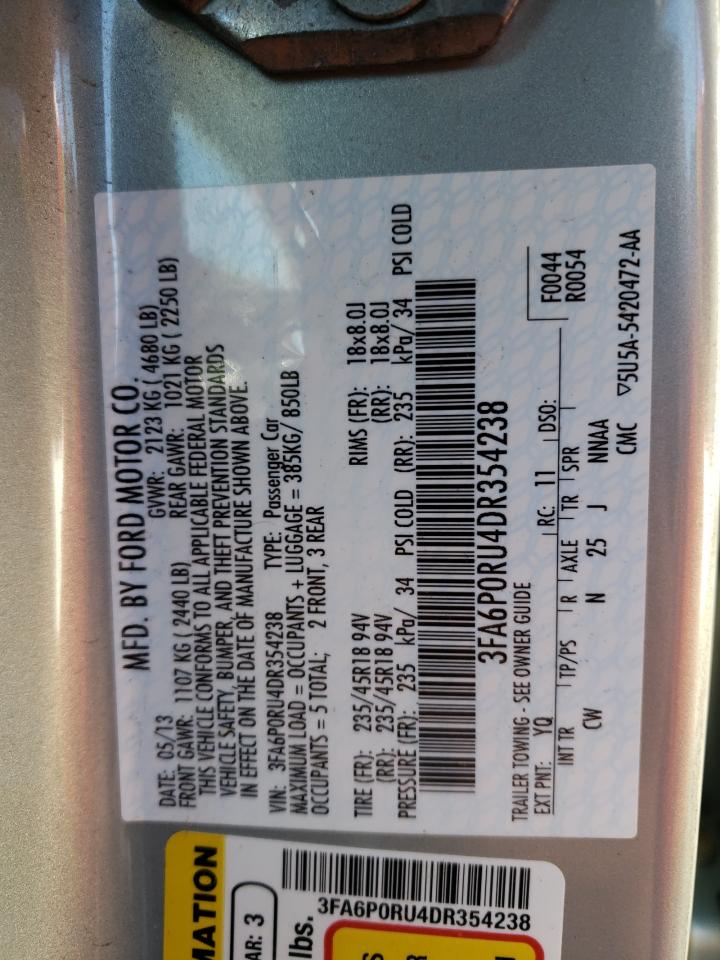 MFD. BY FORD MOTOR CO.
DATE: 05/13 GVWR: 2123 KG ( 4680 LB)
FRONT GAWR: 1107 KG ( 2440 LB) REAR GAWR: 1021 KG ( 2250 LB)
THIS VEHICLE CONFORMS TO ALL APPLICABLE FEDERAL MOTOR
VEHICLE SAFETY, BUMPER, AND THEFT PREVENTION STANDARDS
IN EFFECT ON THE DATE OF MANUFACTURE SHOWN ABOVE.
VIN: 3FA6P0RU4DR354238 TYPE: Passenger Car
MAXIMUM LOAD = OCCUPANTS + LUGGAGE = 385KG/ 850LB
OCCUPANTS = 5 TOTAL; 2 FRONT, 3 REAR
TIRE (FR): 235/45R18 94V RIMS (FR): 18x8.0J
(RR): 235/45R18 94V (RR): 18x8.0J
PRESSURE (FR): 235 kPa/ 34 PSI COLD (RR): 235 kPa/ 34 PSI COLD
3FA6P0RU4DR354238
TRAILER TOWING - SEE OWNER GUIDE
F0044
EXT PNT: YQ RC: 11 DSO: R0054
INT TR TP/PS R AXLE TR SPR
CW N 25 J NNAA
CMC ▽5U5A-5420472-AA
MATION
AR: 3
lbs.
3FA6P0RU4DR354238